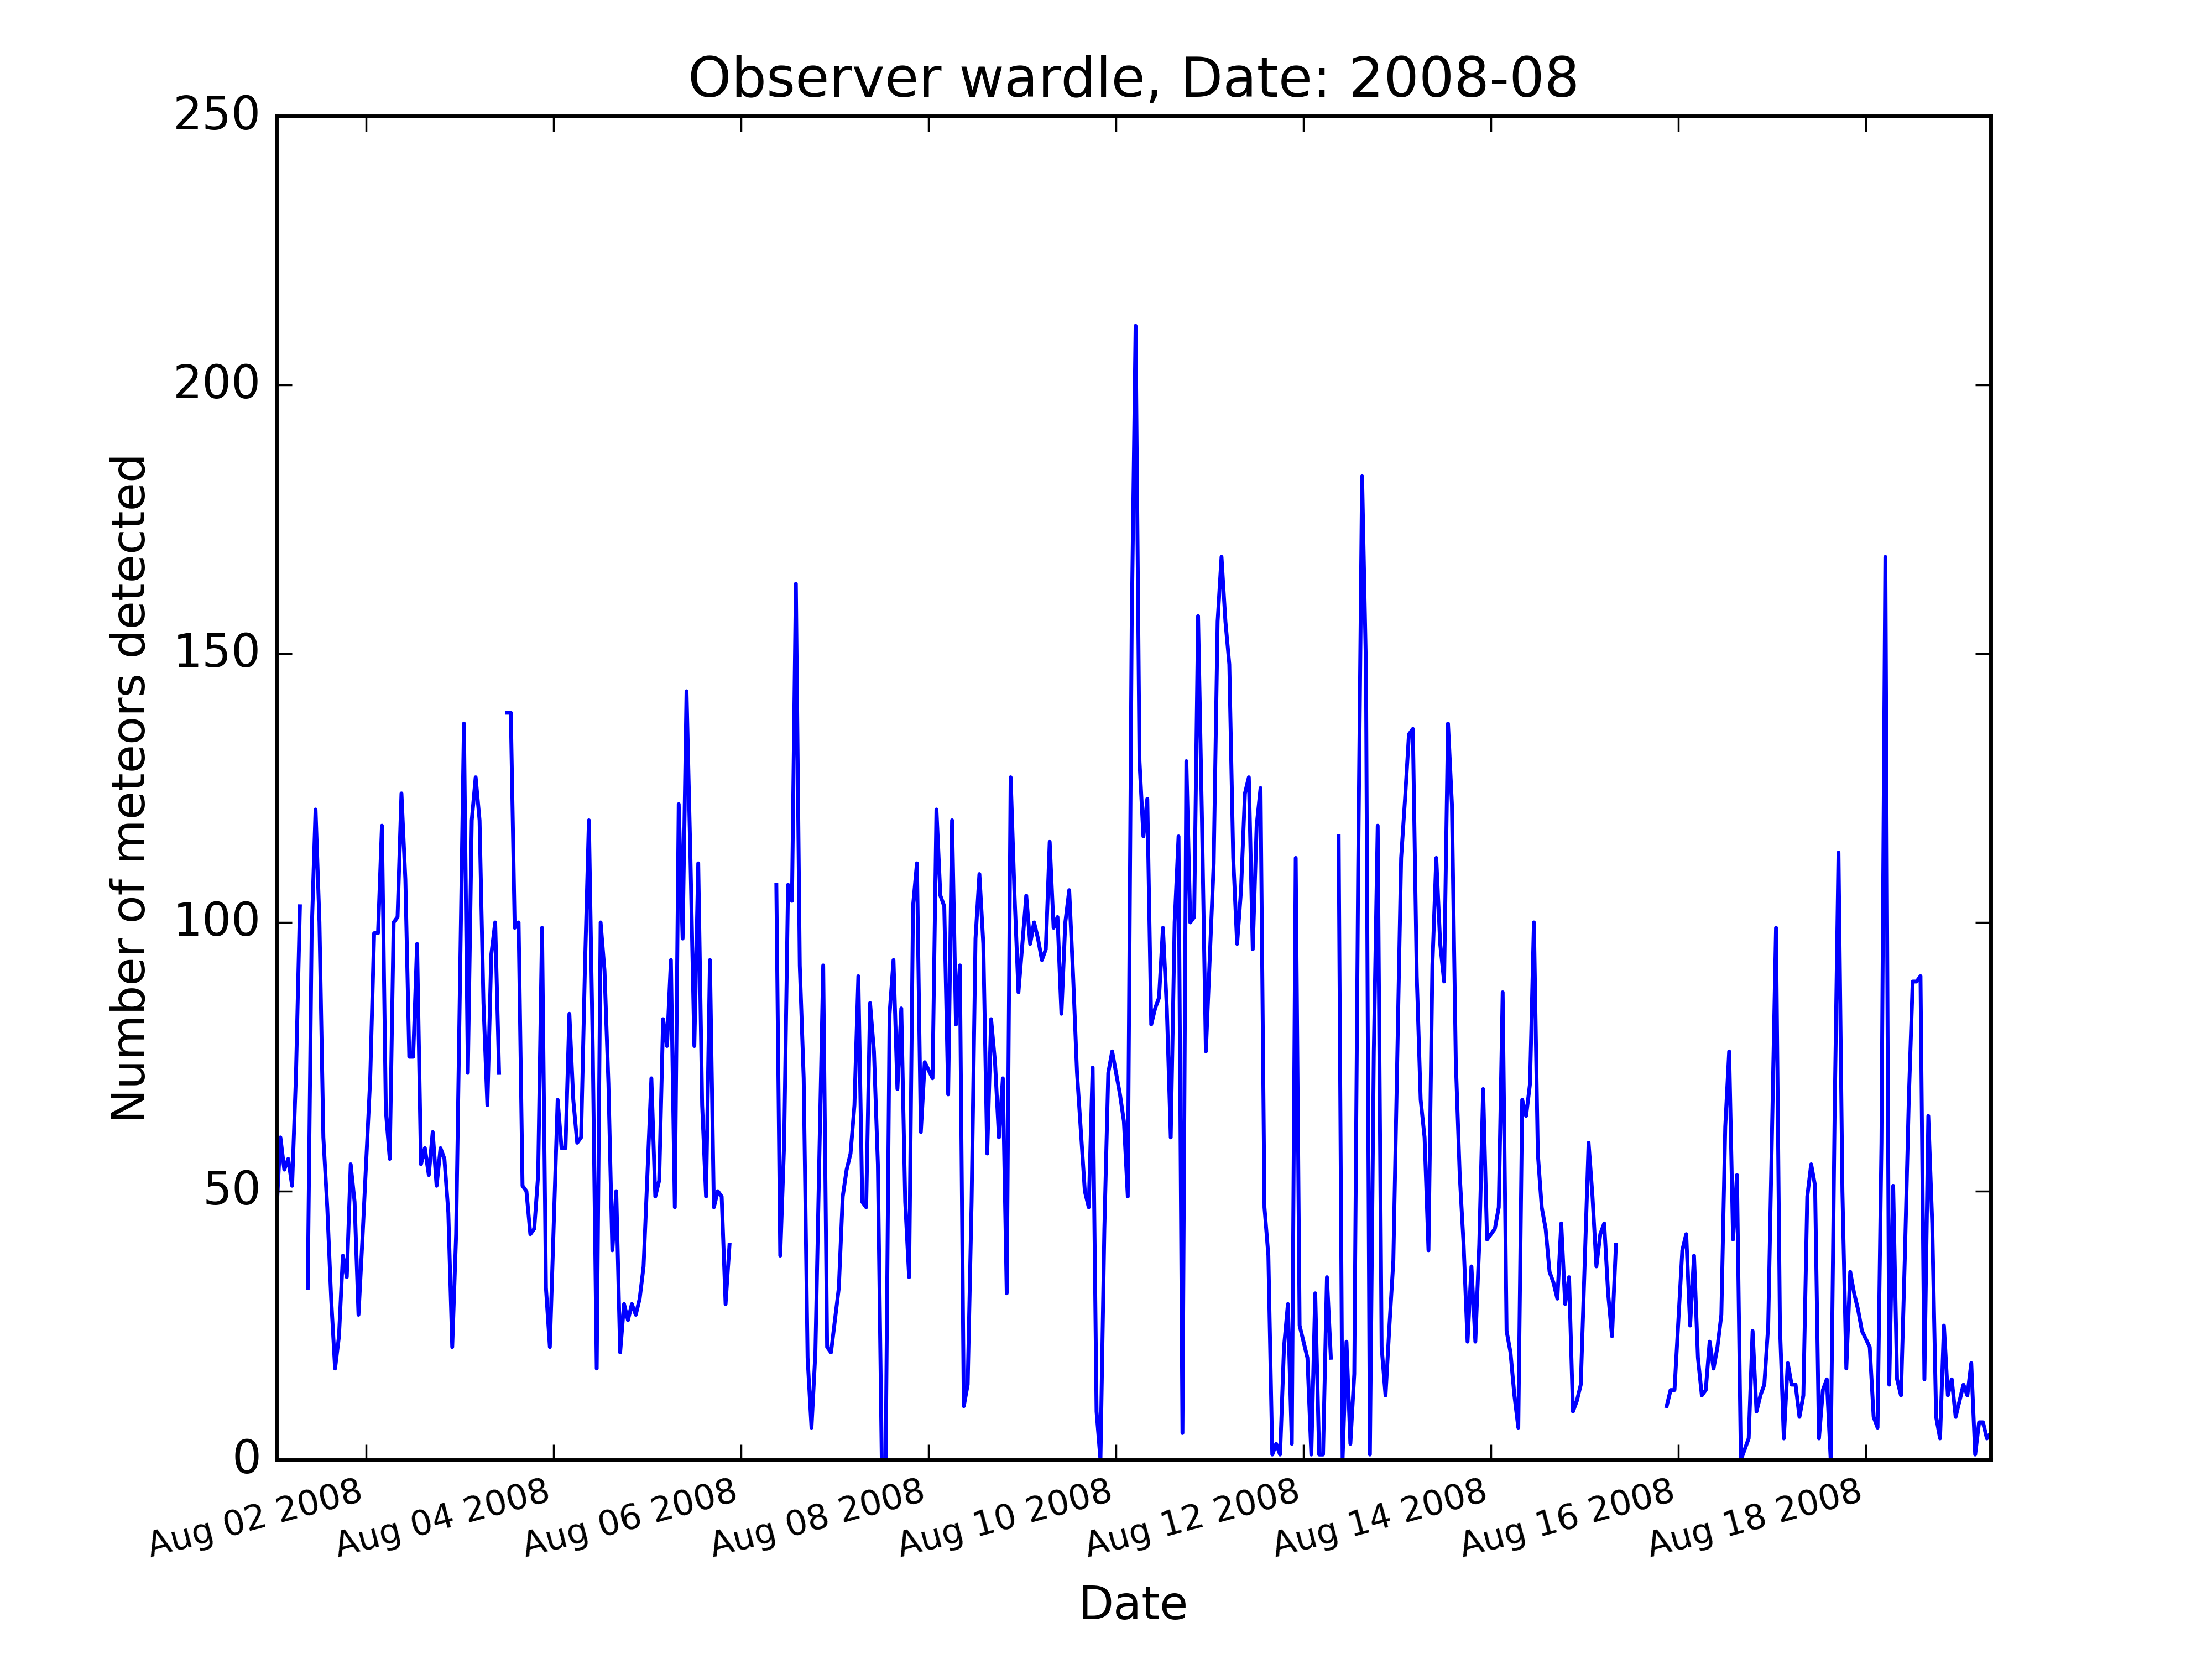 Observer wardle, Date: 2008-08
250
200
150
100
50
0
Number of meteors detected
Aug 02 2008
Aug 04 2008
Aug 06 2008
Aug 08 2008
Aug 10 2008
Aug 12 2008
Aug 14 2008
Aug 16 2008
Aug 18 2008
Date